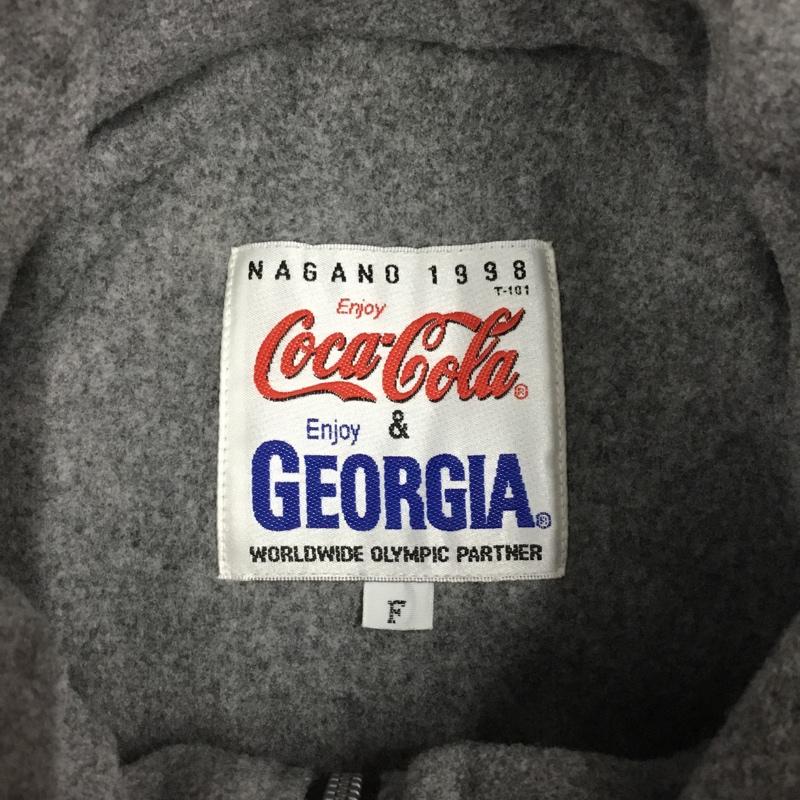 NAGANO 1998
T-101
Enjoy
Coca-Cola®
Enjoy &
GEORGIA®
WORLDWIDE OLYMPIC PARTNER
F